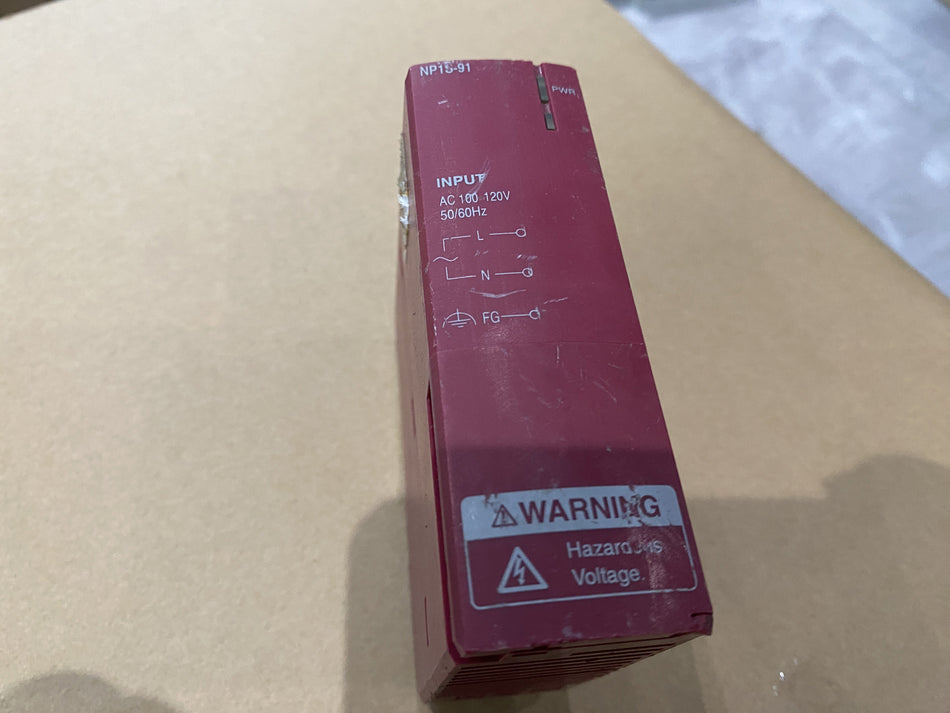 NP1S-91
PWR
INPUT
AC 100 120V
50/60Hz
L
N
FG
WARNING
Hazardous
Voltage.